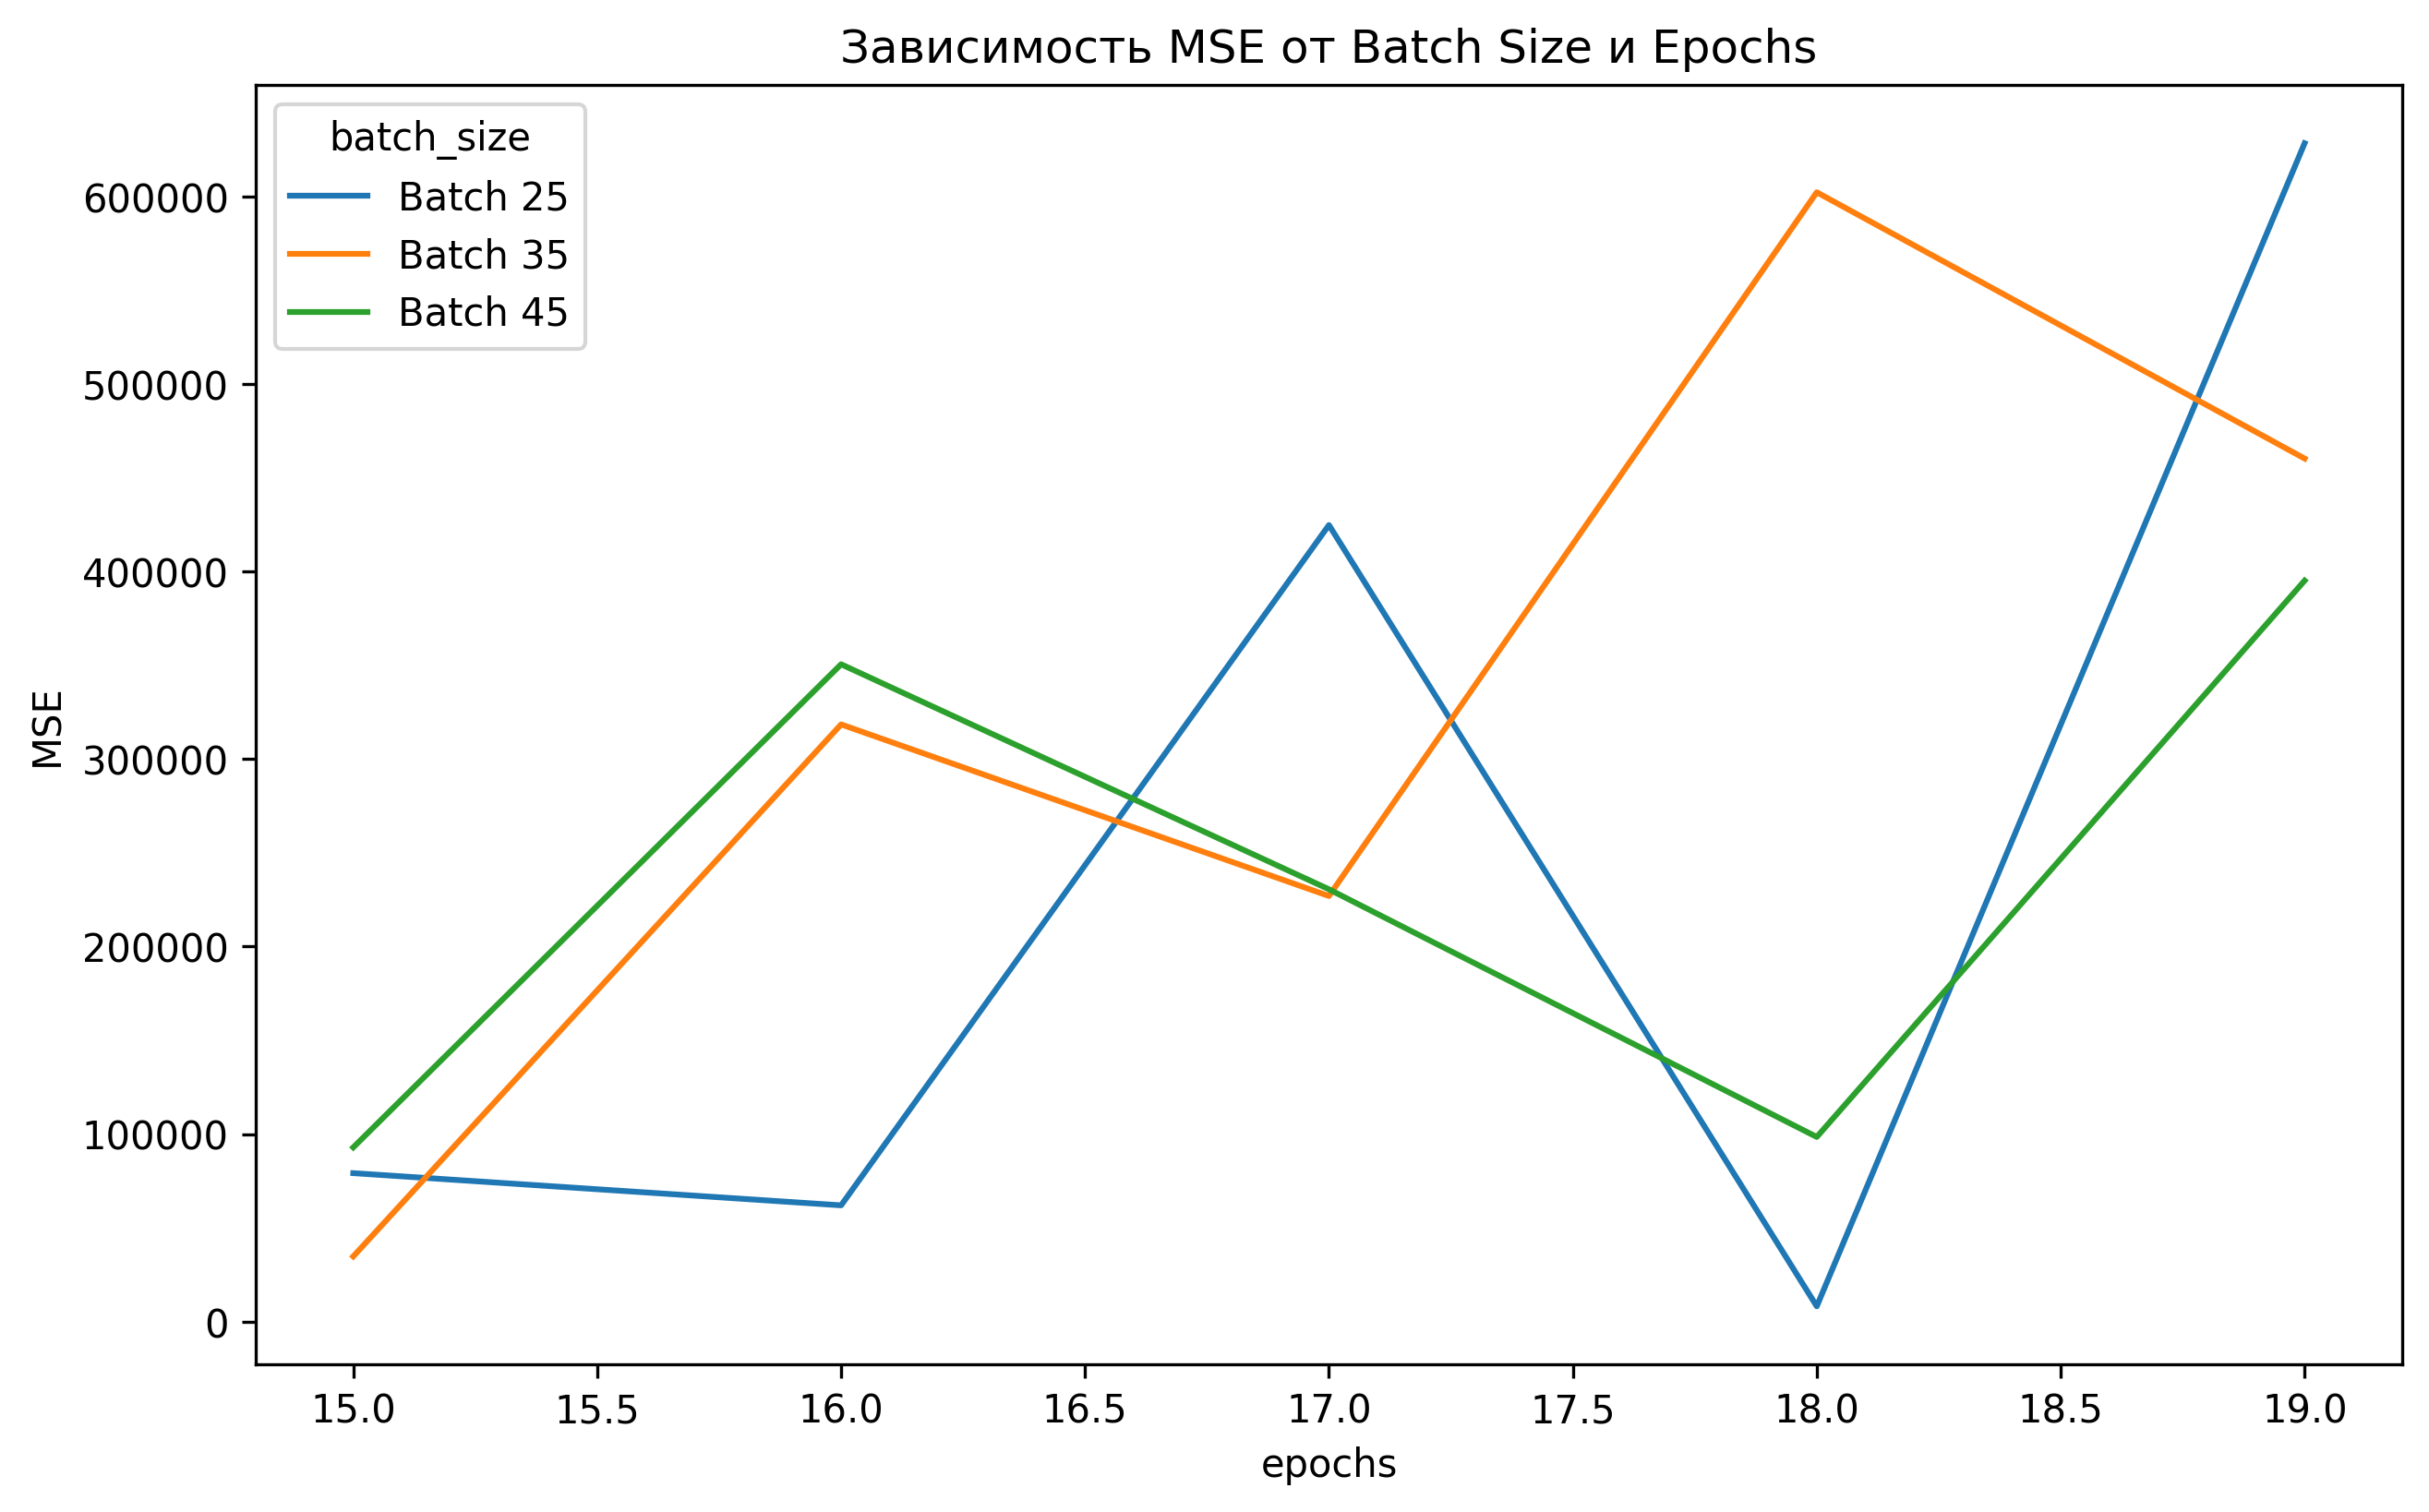 Зависимость MSE от Batch Size и Epochs
batch_size
Batch 25
Batch 35
Batch 45
600000
500000
400000
300000
200000
100000
0
MSE
15.0 15.5 16.0 16.5 17.0 17.5 18.0 18.5 19.0
epochs